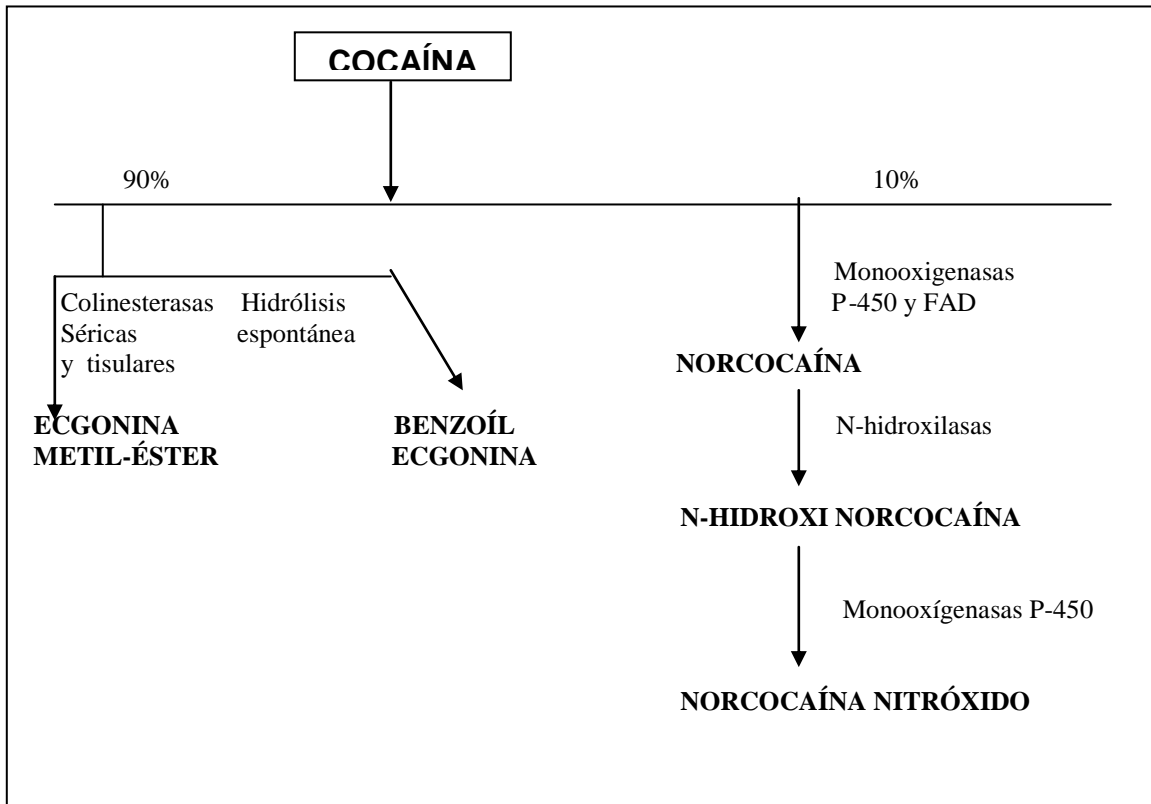 COCAÍNA
90%
10%
Colinesterasas Hidrólisis
Séricas espontánea
y tisulares
ECGONINA
METIL-ÉSTER
BENZOÍL
ECGONINA
Monooxigenasas
P-450 y FAD
NORCOCAÍNA
N-hidroxilasas
N-HIDROXI NORCOCAÍNA
Monooxígenasas P-450
NORCOCAÍNA NITRÓXIDO